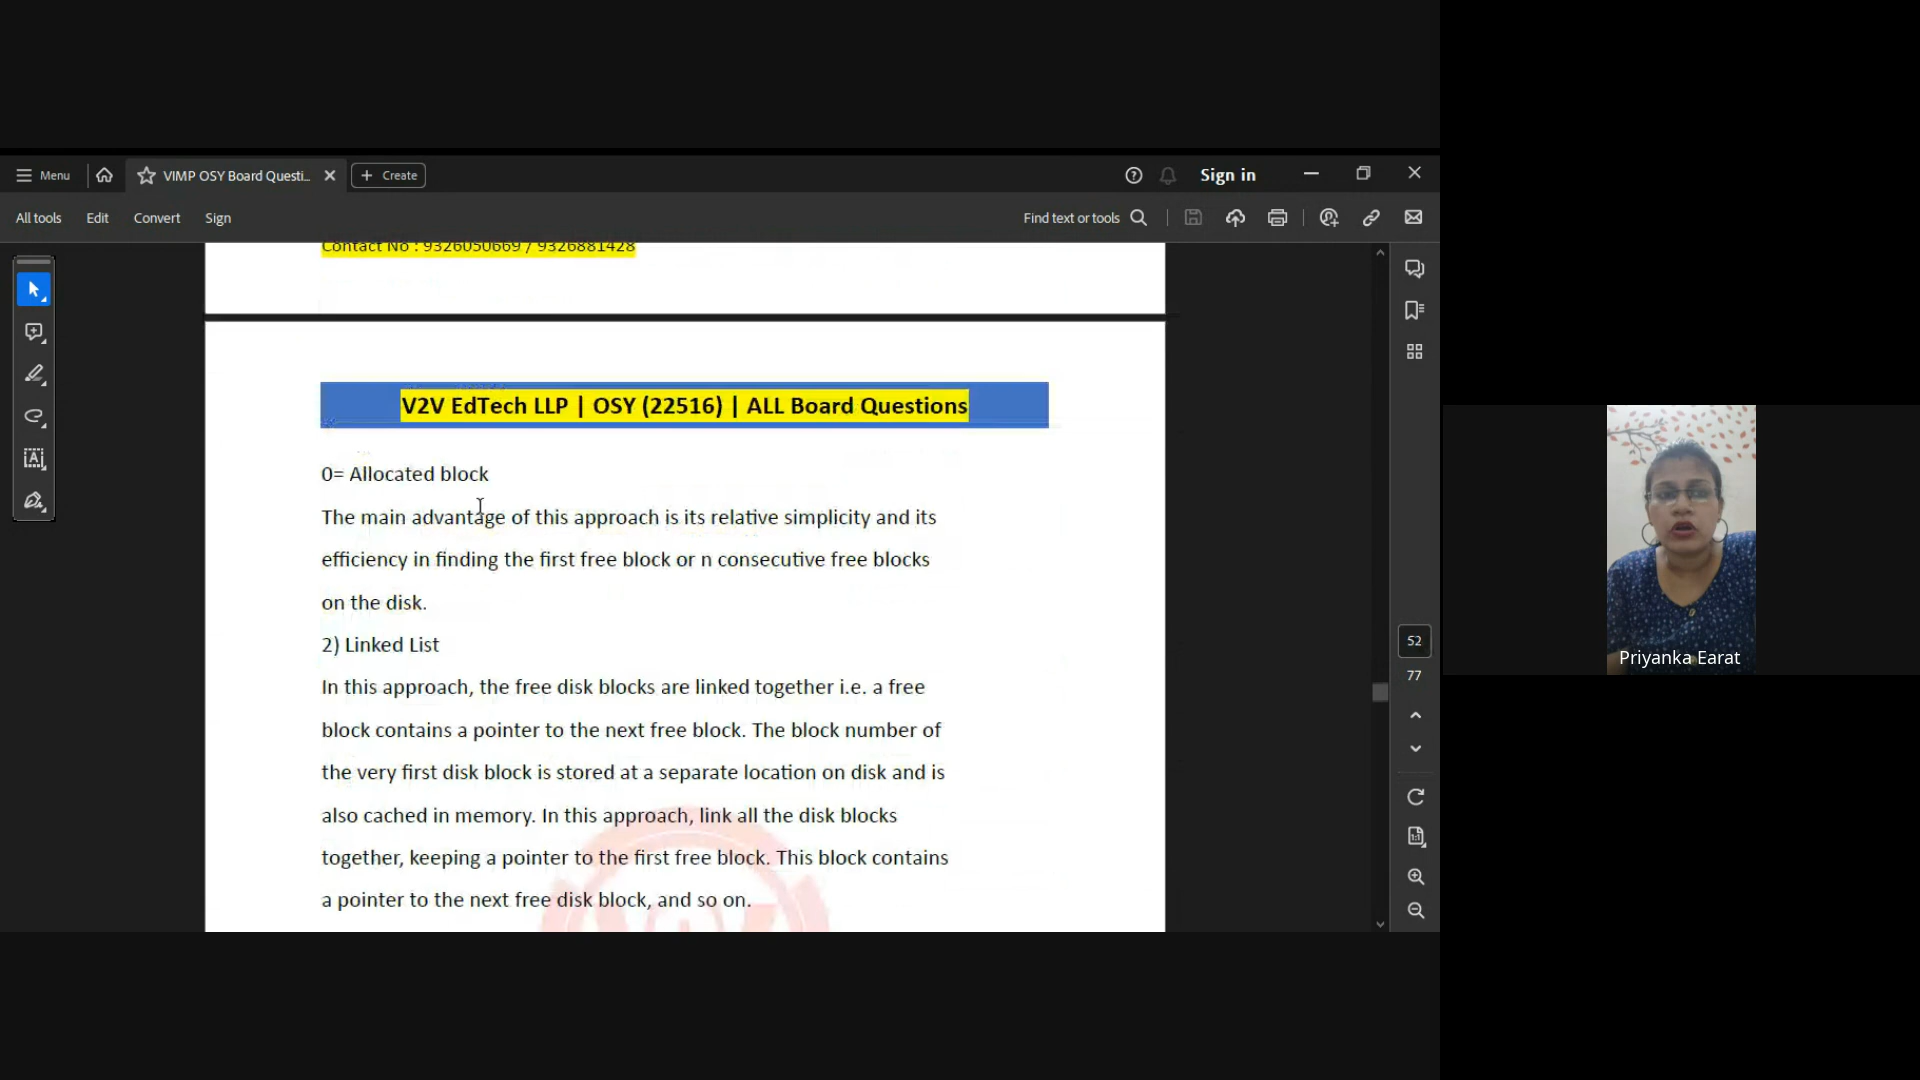 Menu
VIMP OSY Board Questi...
Create
Sign in
All tools
Edit
Convert
Sign
Find text or tools
Contact No : 9326050669 / 9326881428
V2V EdTech LLP | OSY (22516) | ALL Board Questions
0= Allocated block
The main advantage of this approach is its relative simplicity and its
efficiency in finding the first free block or n consecutive free blocks
on the disk.
2) Linked List
In this approach, the free disk blocks are linked together i.e. a free
block contains a pointer to the next free block. The block number of
the very first disk block is stored at a separate location on disk and is
also cached in memory. In this approach, link all the disk blocks
together, keeping a pointer to the first free block. This block contains
a pointer to the next free disk block, and so on.
52
77
Priyanka Earat